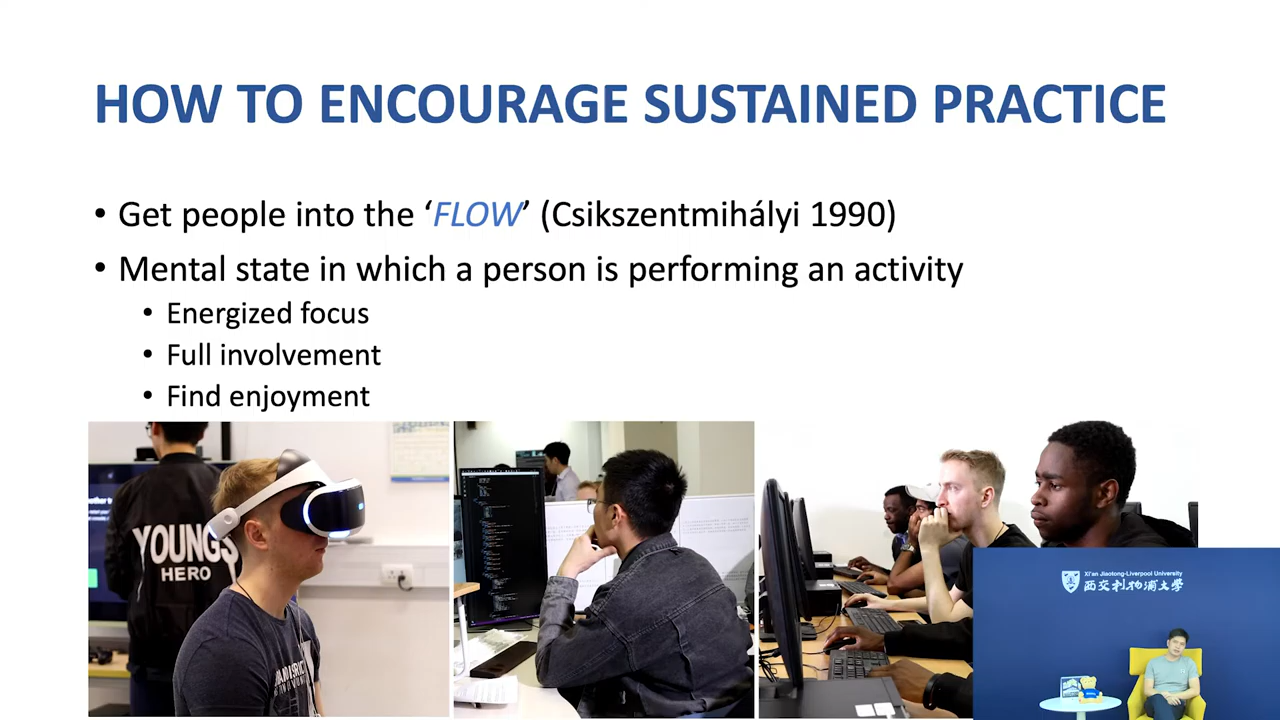 HOW TO ENCOURAGE SUSTAINED PRACTICE
• Get people into the ‘FLOW’ (Csikszentmihályi 1990)
• Mental state in which a person is performing an activity
• Energized focus
• Full involvement
• Find enjoyment
YOUNGS
HERO
Xi'an Jiaotong-Liverpool University
西交利物浦大学